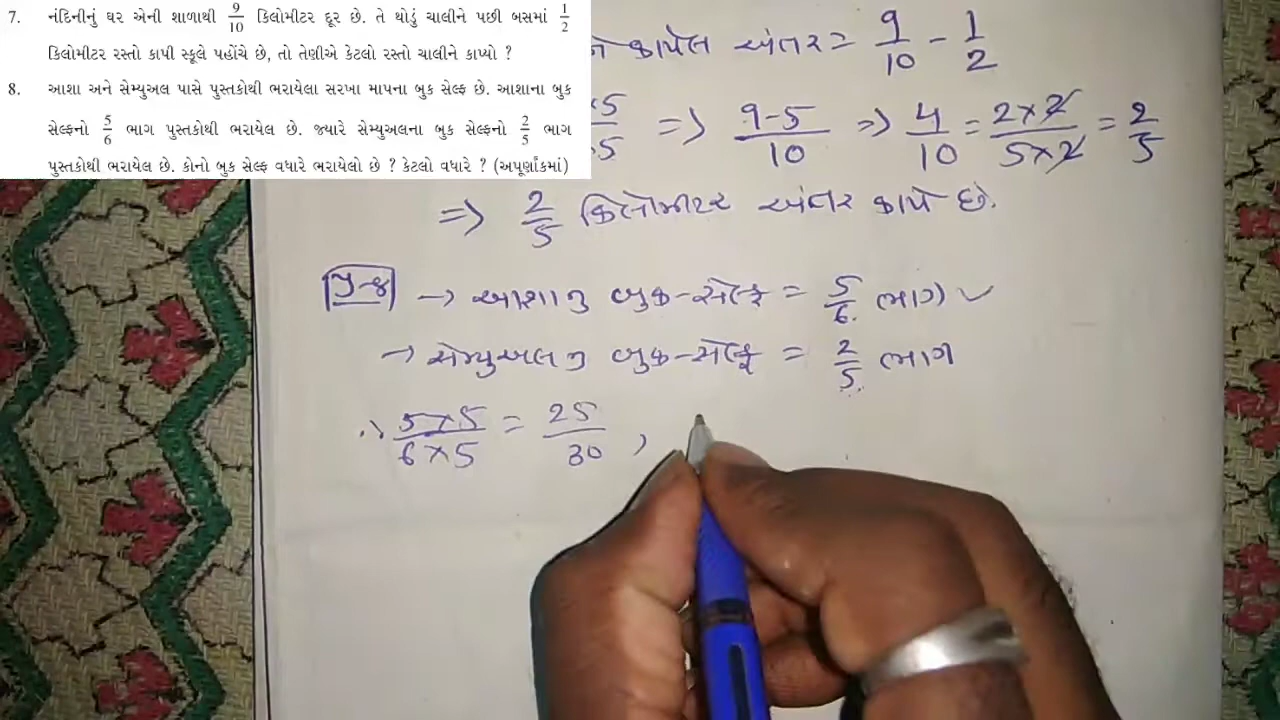 7. નંદિનીનું ઘર એની શાળાથી 9/10 કિલોમીટર દૂર છે. તે થોડું ચાલીને પછી બસમાં 1/2
કિલોમીટર રસ્તો કાપી સ્કૂલે પહોંચે છે, તો તેણીએ કેટલો રસ્તો ચાલીને કાપ્યો ?
8. આશા અને સેમ્યુઅલ પાસે પુસ્તકોથી ભરાયેલા સરખા માપના બુક સેલ્ફ છે. આશાના બુક
સેલ્ફનો 5/6 ભાગ પુસ્તકોથી ભરાયેલ છે. જ્યારે સેમ્યુઅલના બુક સેલ્ફનો 2/5 ભાગ
પુસ્તકોથી ભરાયેલ છે. કોનો બુક સેલ્ફ વધારે ભરાયેલો છે ? કેટલો વધારે ? (અપૂર્ણાંકમાં)
ને કાપેલ અંતર = 9/10 - 1/2
×5/×5 => 9-5/10 => 4/10 = 2×2/5×2 = 2/5
=> 2/5 કિલોમીટર અંતર કાપે છે.
પ્ર-૪ → આશાનુ બુક-સેલ્ફ = 5/6 ભાગ ✓
→ સેમ્યુઅલનુ બુક-સેલ્ફ = 2/5 ભાગ
∴ 5×5/6×5 = 25/30 ,